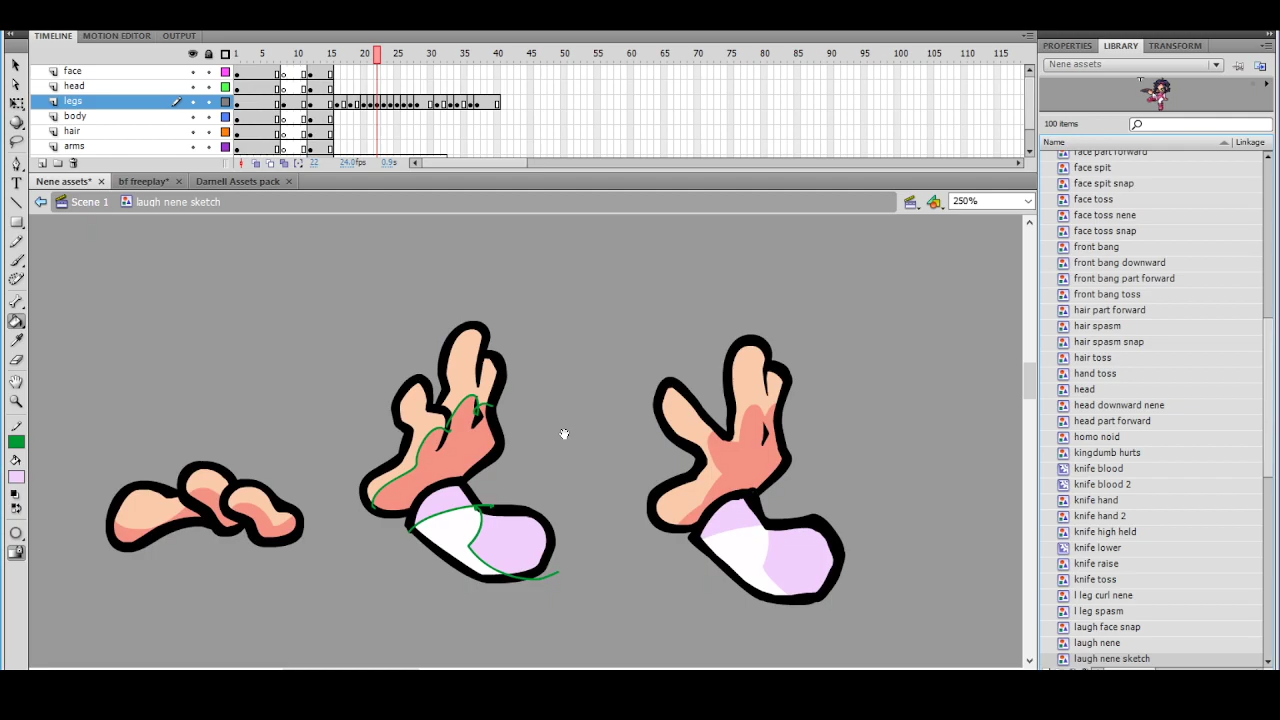 TIMELINE MOTION EDITOR OUTPUT
1 5 10 15 20 25 30 35 40 45 50 55 60 65 70 75 80 85 90 95 100 105 110 115
face
head
legs
body
hair
arms
22 24.0fps 0.9s
Nene assets* bf freeplay* Darnell Assets pack
Scene 1 laugh nene sketch 250%
PROPERTIES LIBRARY TRANSFORM
Nene assets
100 items
Name Linkage
face part forward
face spit
face spit snap
face toss
face toss nene
face toss snap
front bang
front bang downward
front bang part forward
front bang toss
hair part forward
hair spasm
hair spasm snap
hair toss
hand toss
head
head downward nene
head part forward
homo noid
kingdumb hurts
knife blood
knife blood 2
knife hand
knife hand 2
knife high held
knife lower
knife raise
knife toss
l leg curl nene
l leg spasm
laugh face snap
laugh nene
laugh nene sketch